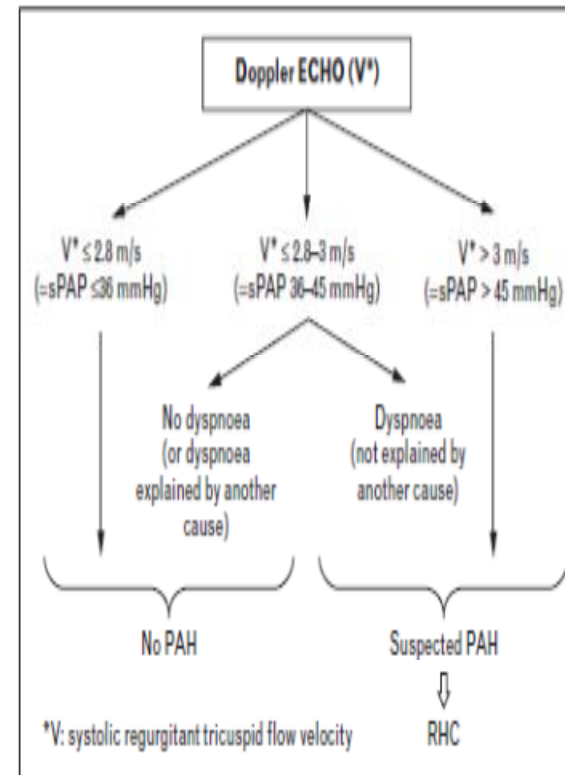 Doppler ECHO (V*)
V* ≤ 2.8 m/s
(=sPAP ≤36 mmHg)
V* ≤ 2.8–3 m/s
(=sPAP 36–45 mmHg)
V* > 3 m/s
(=sPAP > 45 mmHg)
No dyspnoea
(or dyspnoea
explained by another
cause)
Dyspnoea
(not explained by
another cause)
No PAH
Suspected PAH
RHC
*V: systolic regurgitant tricuspid flow velocity